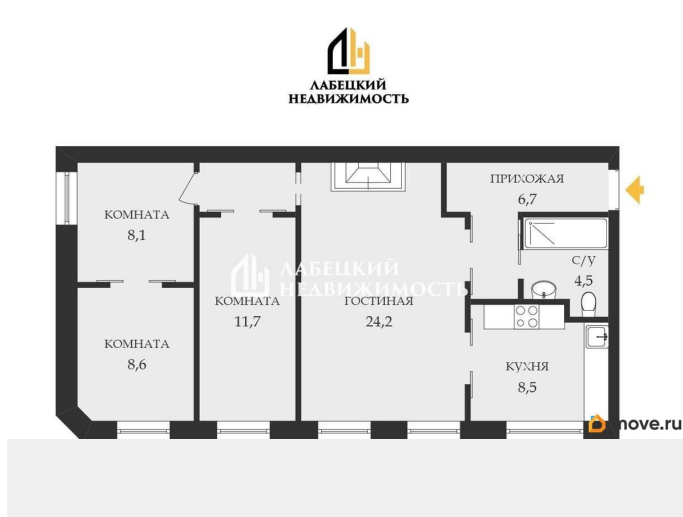 ЛАБЕЦКИЙ
НЕДВИЖИМОСТЬ
ПРИХОЖАЯ
6,7
КОМНАТА
8,1
С/У
4,5
ЛАБЕЦКИЙ
НЕДВИЖИМОСТЬ
КОМНАТА
11,7
ГОСТИНАЯ
24,2
КОМНАТА
8,6
КУХНЯ
8,5
move.ru